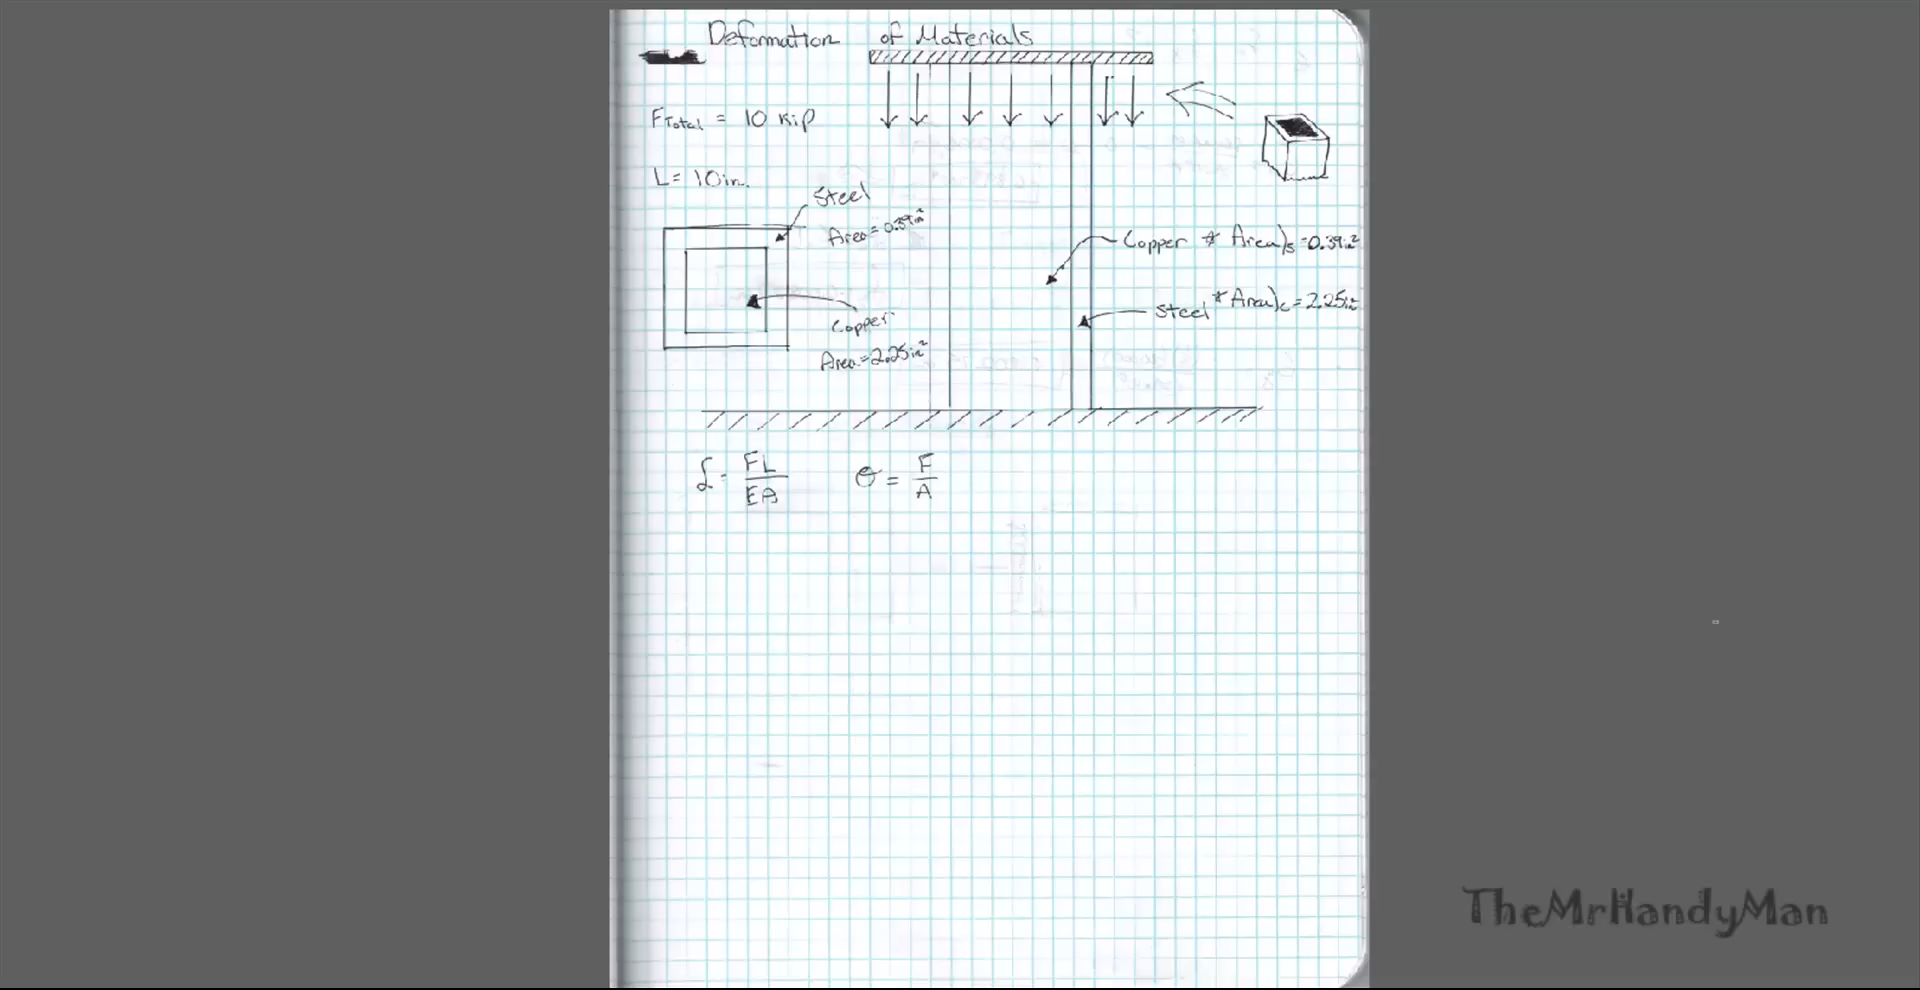 Deformation of Materials
FTotal = 10 Kip
L = 10in.
Steel
Area = 0.39in²
Copper
Area = 2.25in²
Copper * Area)s = 0.39in²
Steel * Area)c = 2.25in²
δ = FL/EA
σ = F/A
TheMrHandyMan